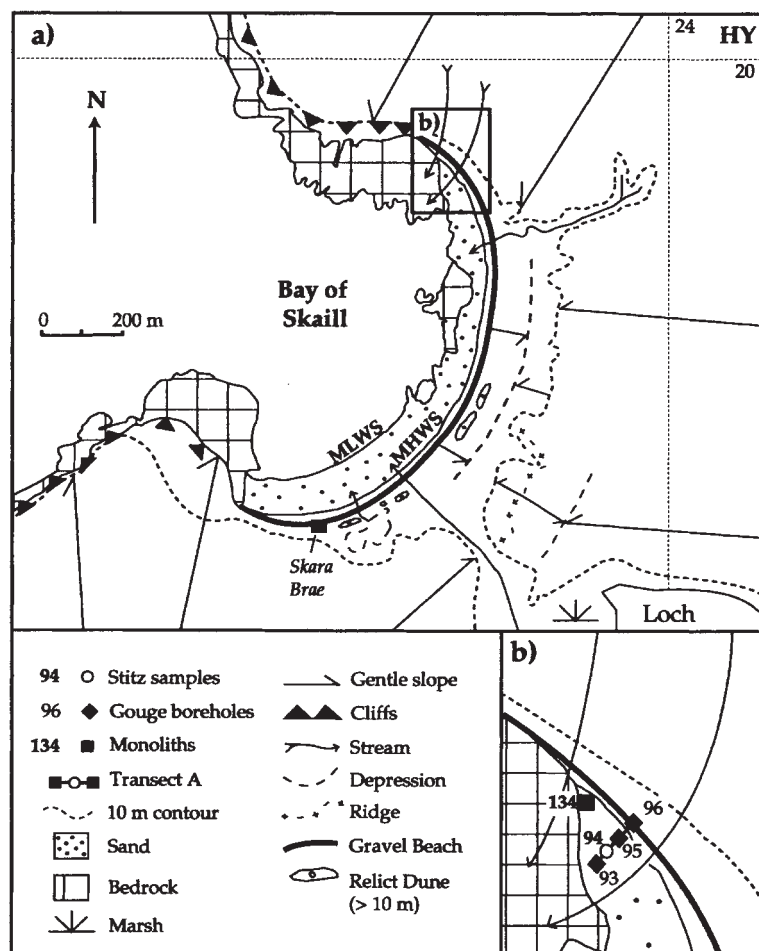 a)
24
HY
20
N
b)
Bay of
Skaill
0 200 m
MLWS
MHWS
Skara
Brae
Loch
94 Stitz samples
96 Gouge boreholes
134 Monoliths
Transect A
10 m contour
Sand
Bedrock
Marsh
Gentle slope
Cliffs
Stream
Depression
Ridge
Gravel Beach
Relict Dune
(> 10 m)
b)
134
96
94
95
93